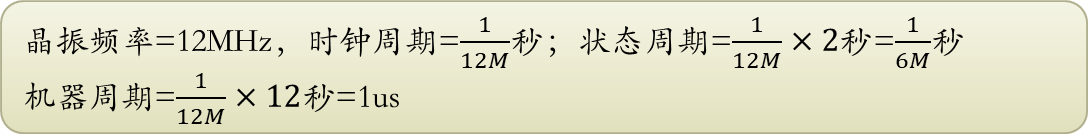 晶振频率=12MHz，时钟周期=1/12M秒；状态周期=1/12M × 2秒=1/6M秒
机器周期=1/12M × 12秒=1us